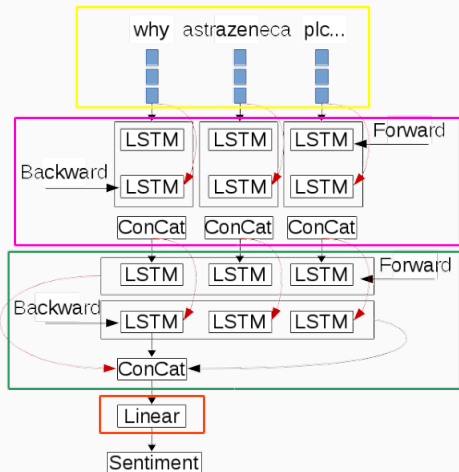 why astrazeneca plc...
LSTM LSTM LSTM Forward
Backward LSTM LSTM LSTM
ConCat ConCat ConCat
LSTM LSTM LSTM Forward
Backward LSTM LSTM LSTM
ConCat
Linear
Sentiment